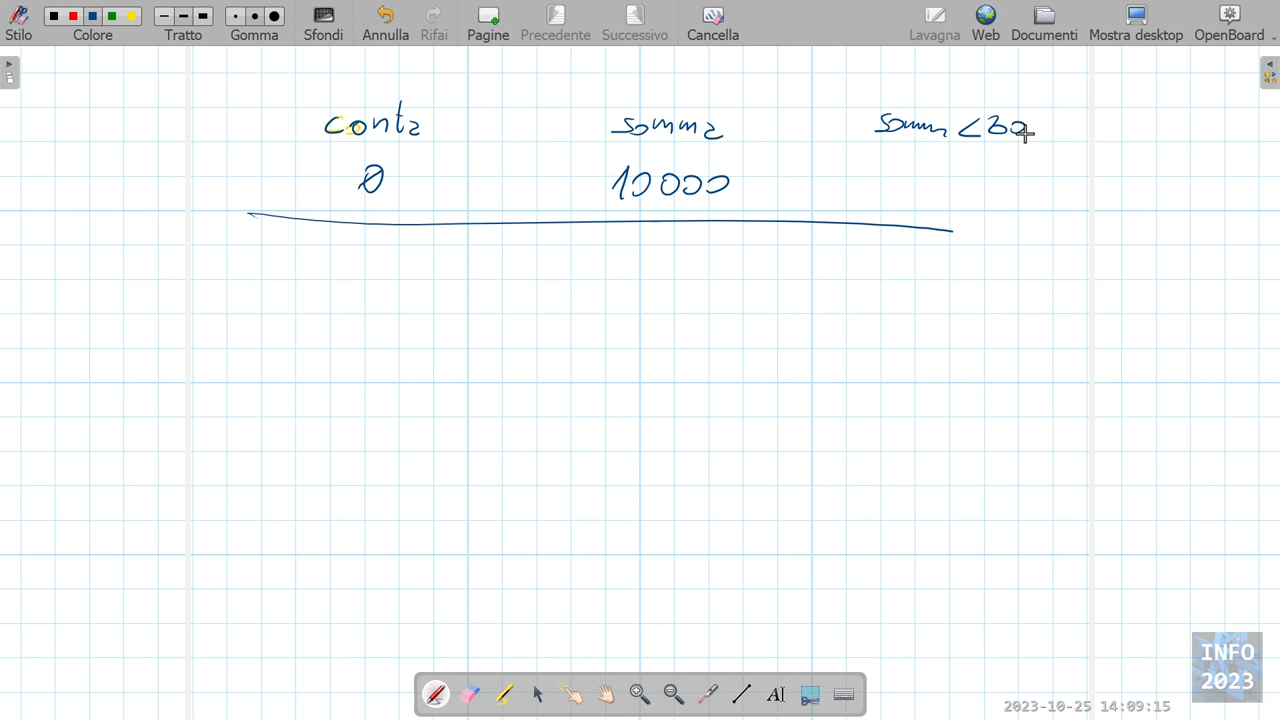 Stilo Colore Tratto Gomma Sfondi Annulla Rifai Pagine Precedente Successivo Cancella Lavagna Web Documenti Mostra desktop OpenBoard
conta somma somma <30
0 10000
INFO
2023
2023-10-25 14:09:15